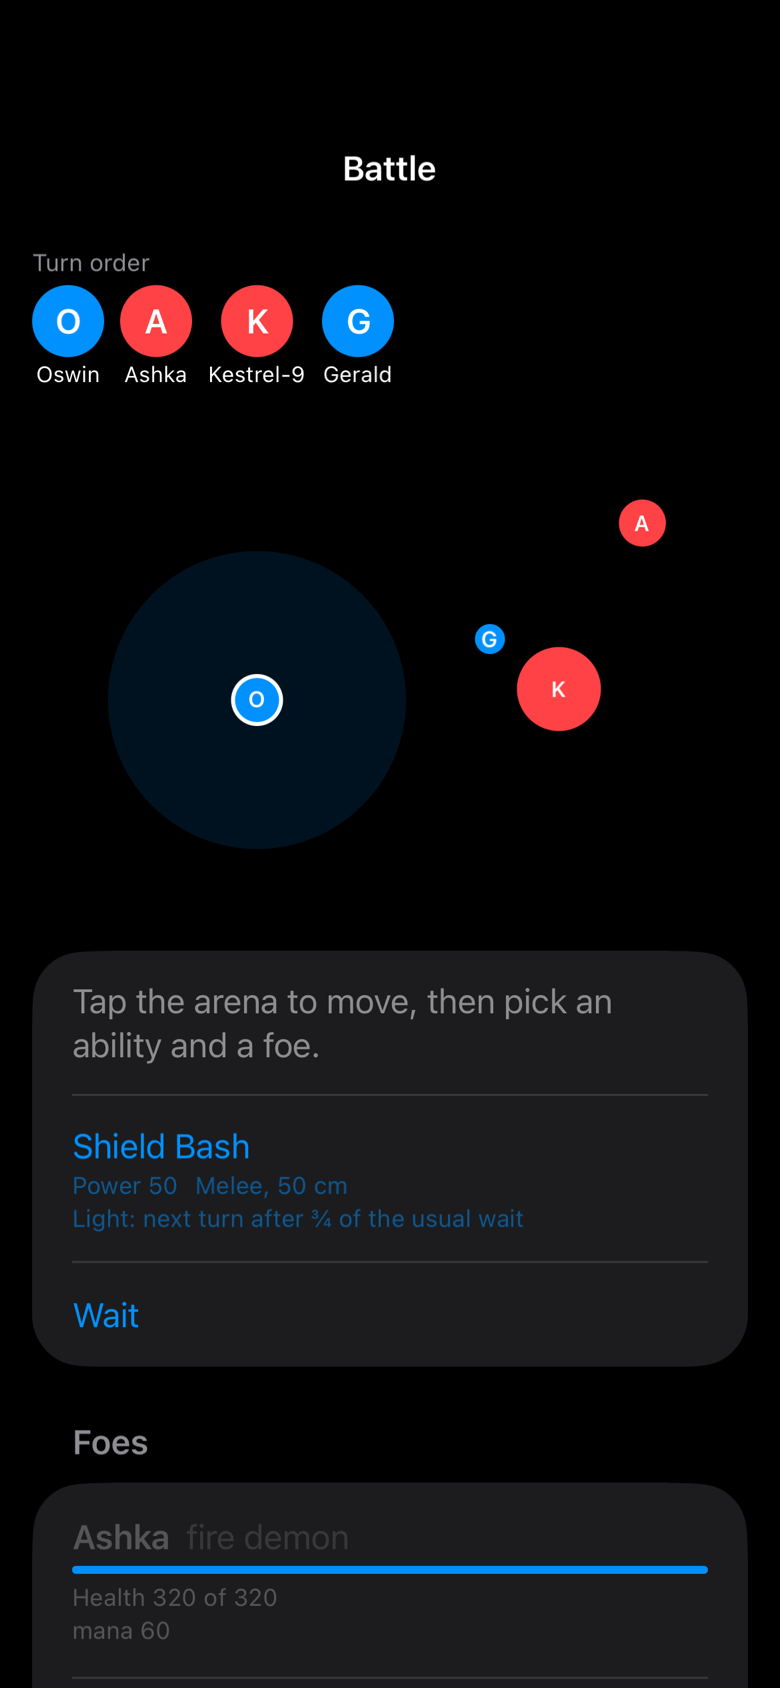 Battle
Turn order
O A K G
Oswin Ashka Kestrel-9 Gerald
A
G
K
O
Tap the arena to move, then pick an
ability and a foe.
Shield Bash
Power 50 Melee, 50 cm
Light: next turn after ¾ of the usual wait
Wait
Foes
Ashka fire demon
Health 320 of 320
mana 60